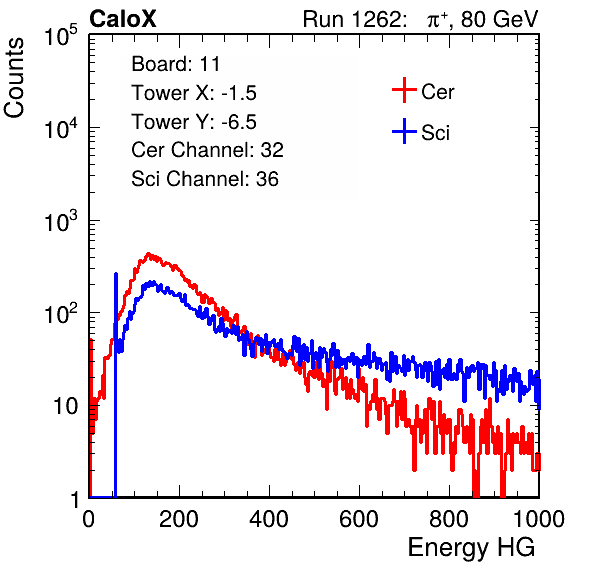 CaloX
Run 1262: π⁺, 80 GeV
Counts
10⁵
10⁴
10³
10²
10
1
Board: 11
Tower X: -1.5
Tower Y: -6.5
Cer Channel: 32
Sci Channel: 36
Cer
Sci
0 200 400 600 800 1000
Energy HG